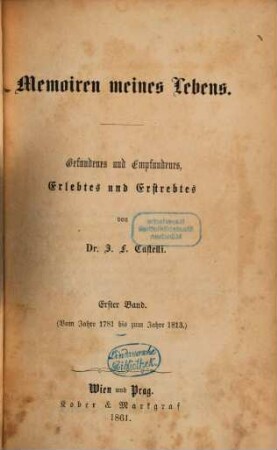 Memoiren meines Lebens.
Gefundenes und Empfundenes,
Erlebtes und Erstrebtes
von
Dr. J. F. Castelli.
Erster Band.
(Vom Jahre 1781 bis zum Jahre 1813.)
Wien und Prag.
Kober & Markgraf
1861.